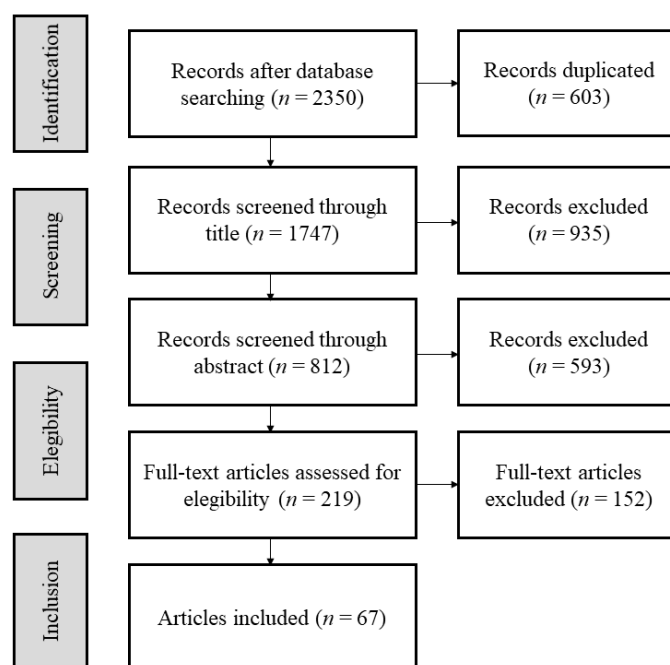 Identification
Records after database
searching (n = 2350)
Records duplicated
(n = 603)
Screening
Records screened through
title (n = 1747)
Records excluded
(n = 935)
Records screened through
abstract (n = 812)
Records excluded
(n = 593)
Elegibility
Full-text articles assessed for
elegibility (n = 219)
Full-text articles
excluded (n = 152)
Inclusion
Articles included (n = 67)